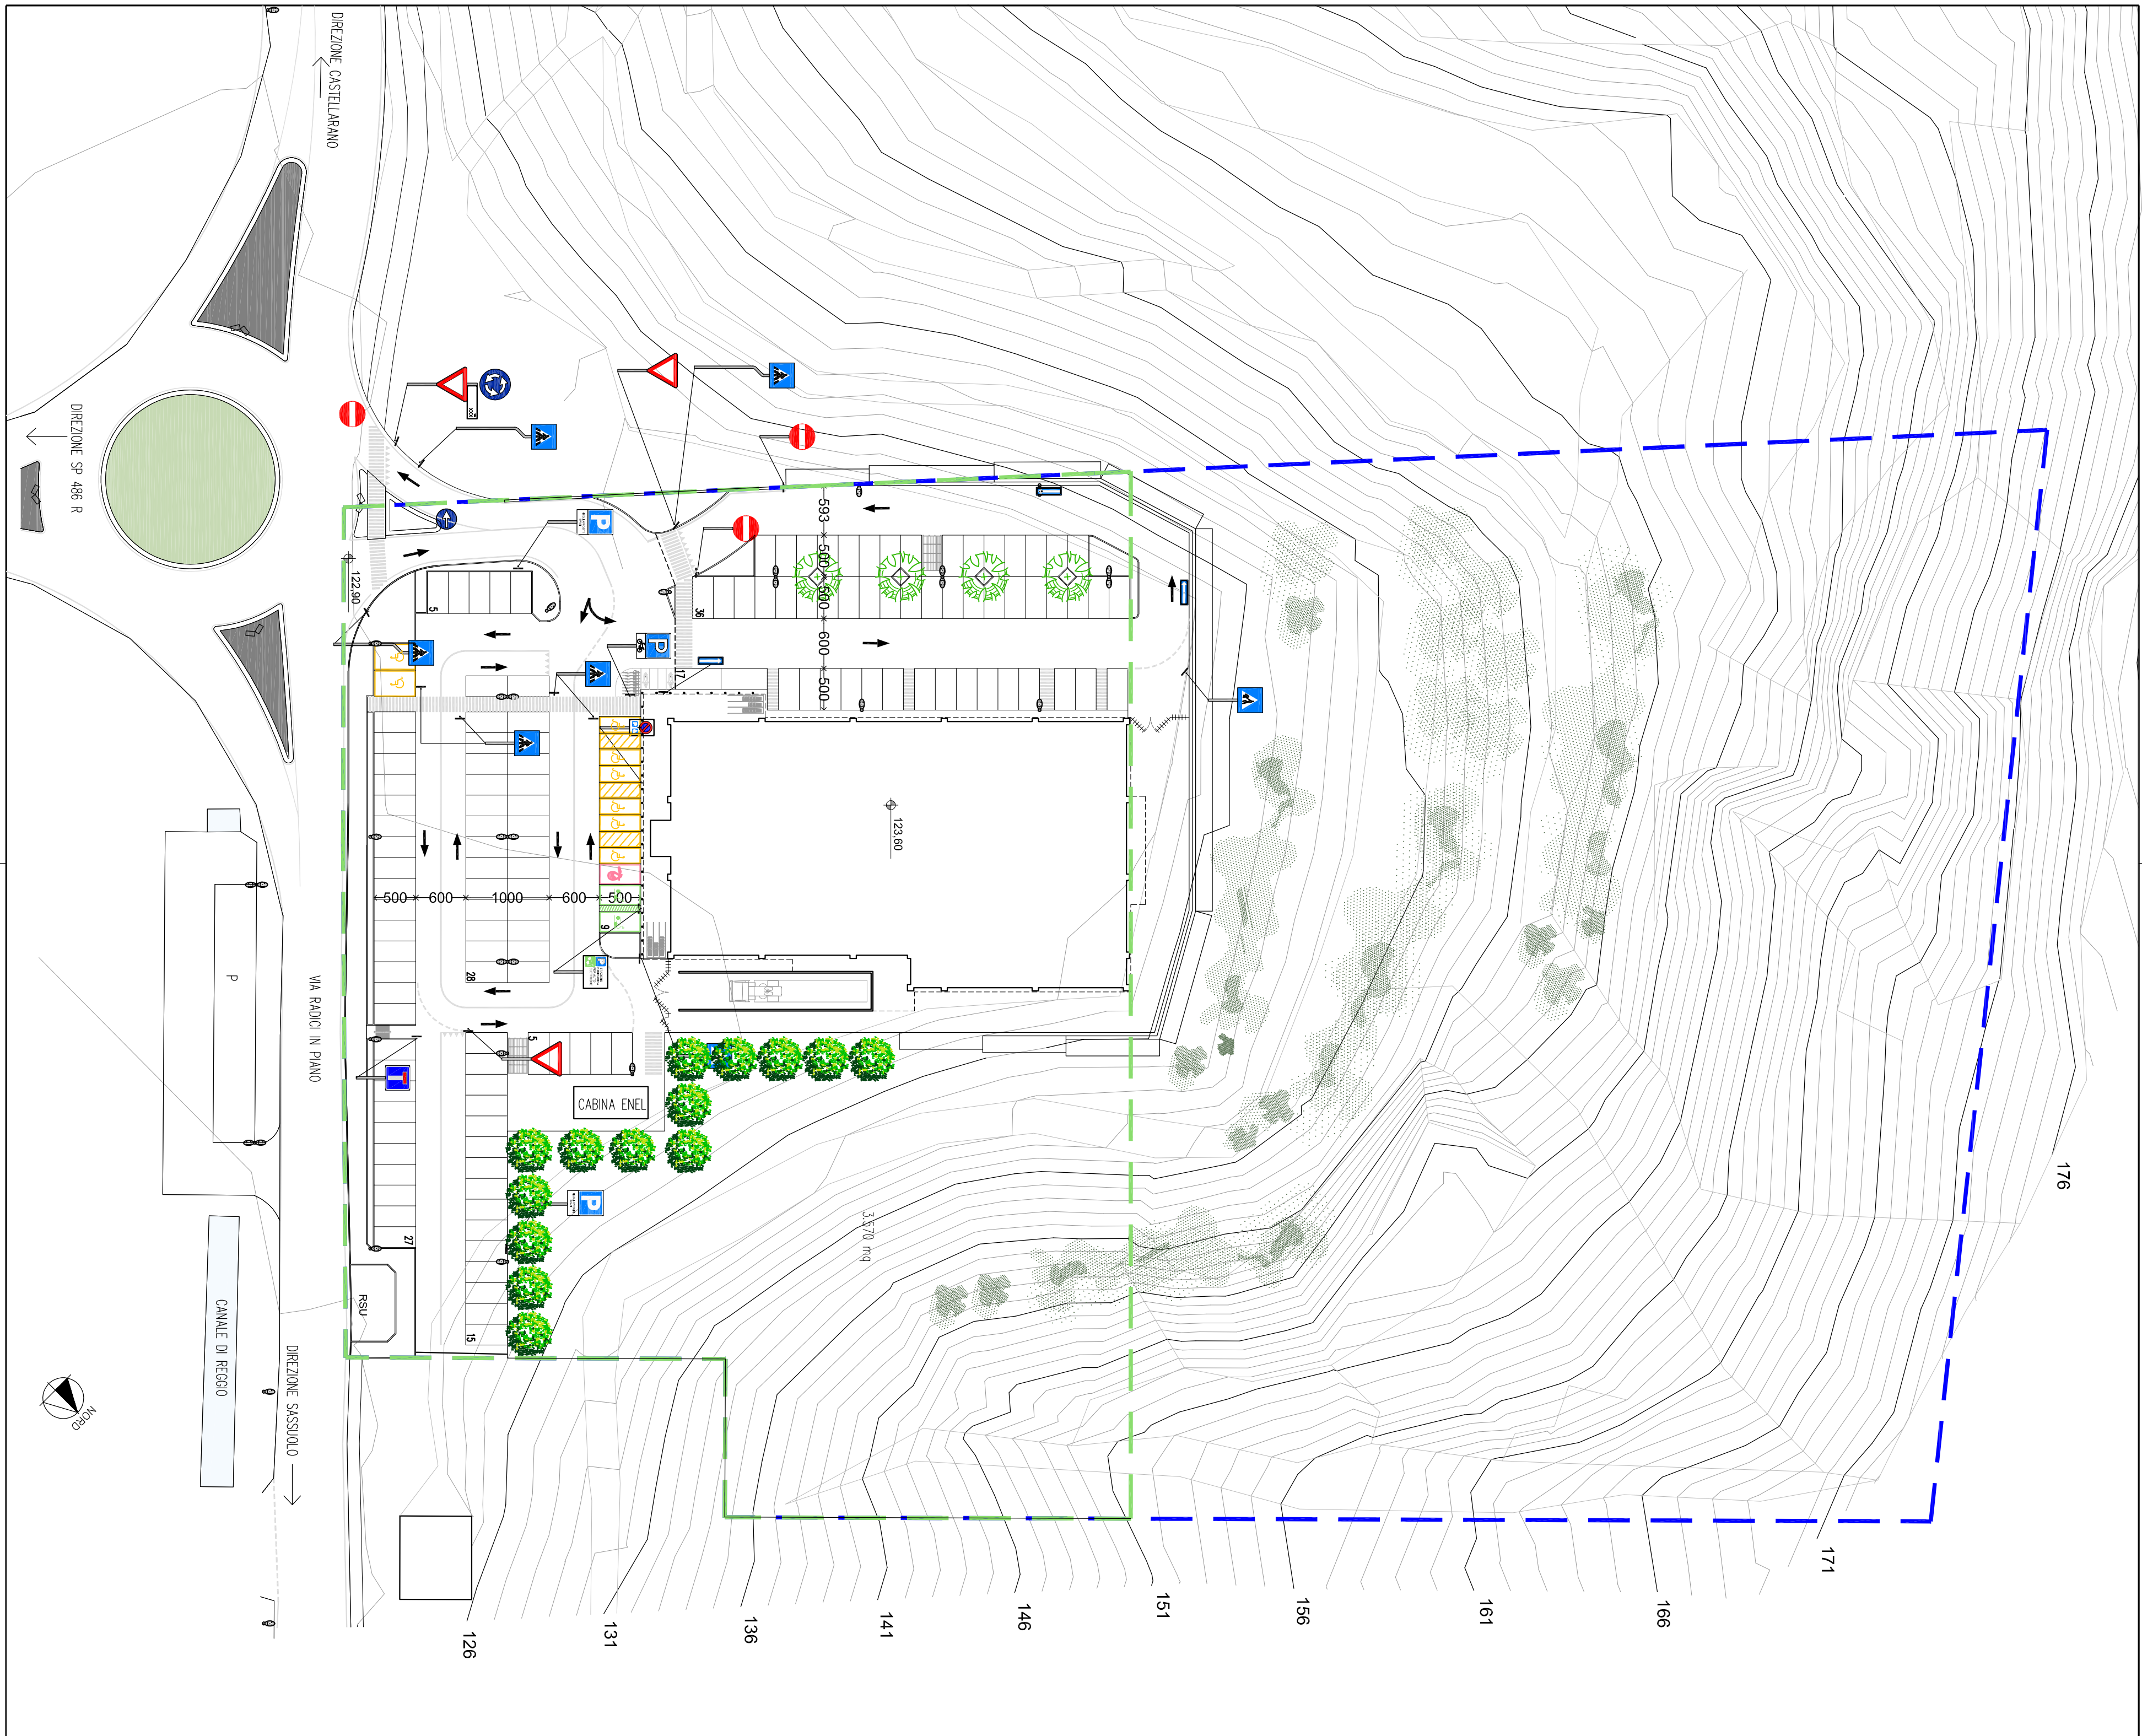 DIREZIONE CASTELLARANO
DIREZIONE SP 486 R
122,90
5
593
500
500
600
500
36
17
P
P
xxx
123,60
500
600
1000
600
500
9
28
5
CABINA ENEL
P
3.570 mq
P
VIA RADICI IN PIANO
27
15
RSU
CANALE DI REGGIO
DIREZIONE SASSUOLO
NORD
126
131
136
141
146
151
156
161
166
171
176